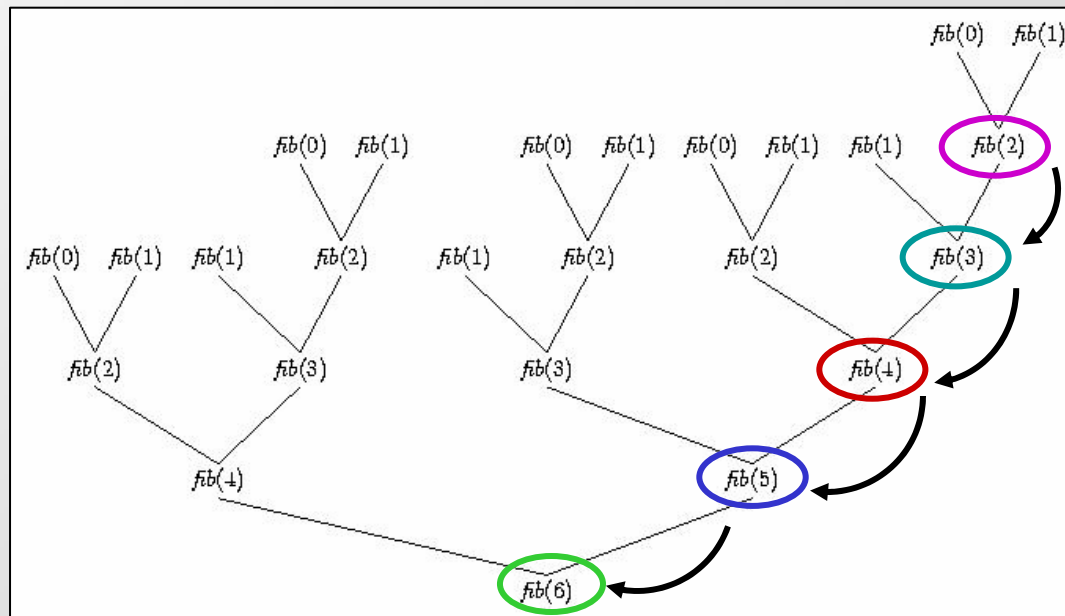 fib(0) fib(1)
fib(0) fib(1) fib(0) fib(1) fib(0) fib(1) fib(1) fib(2)
fib(0) fib(1) fib(1) fib(2) fib(1) fib(2) fib(2) fib(3)
fib(2) fib(3) fib(3) fib(4)
fib(4) fib(5)
fib(6)